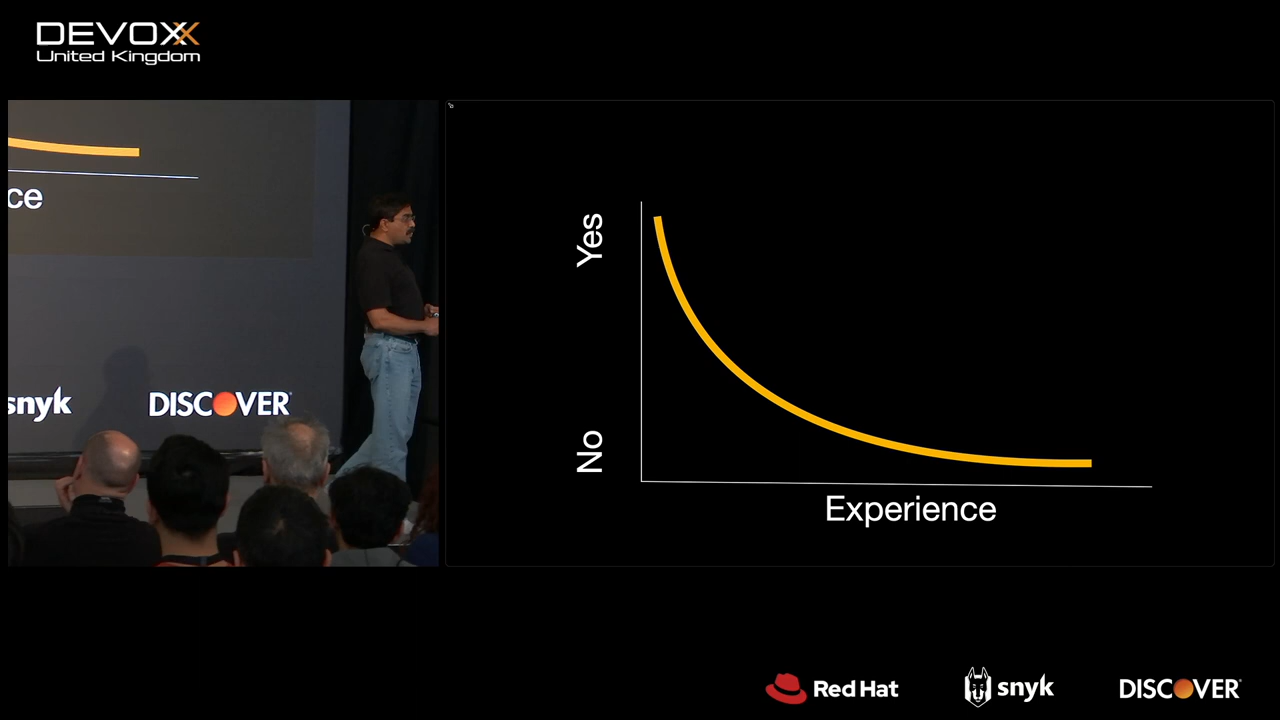 DEVOXX
United Kingdom
ce
snyk
DISCOVER
Yes
No
Experience
Red Hat
snyk
DISCOVER